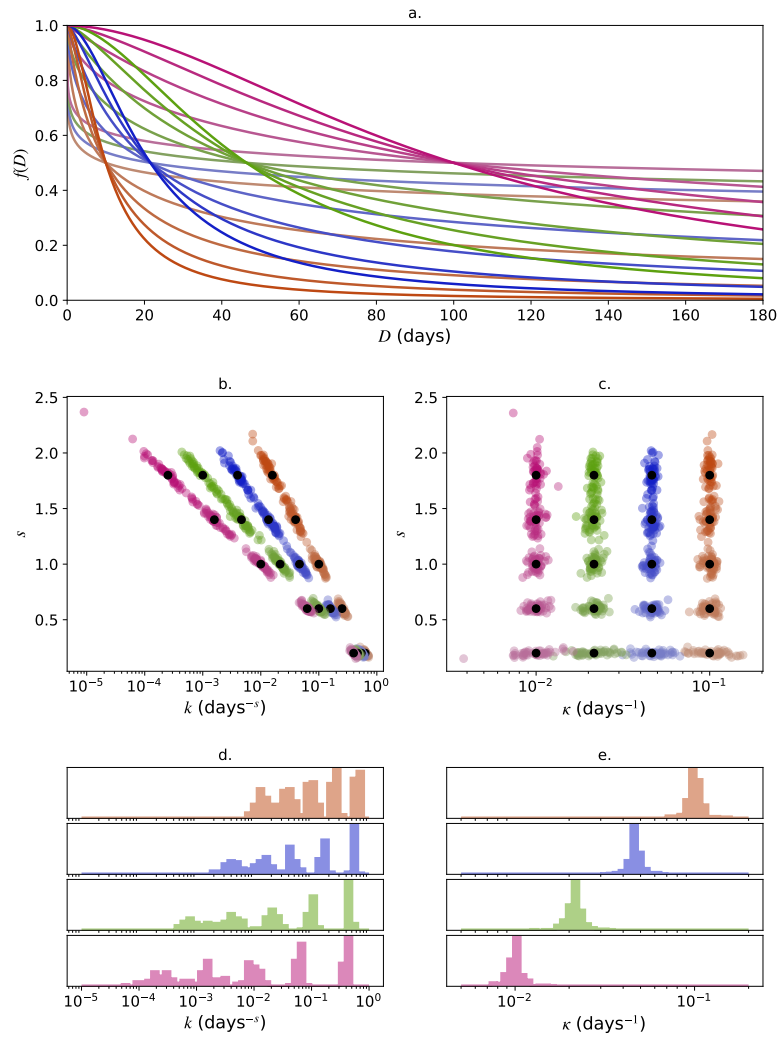 a.
1.0
0.8
0.6
0.4
0.2
0.0
f(D)
0 20 40 60 80 100 120 140 160 180
D (days)
b. c.
2.5
2.0
1.5
1.0
0.5
s
10⁻⁵ 10⁻⁴ 10⁻³ 10⁻² 10⁻¹ 10⁰
k (days⁻ˢ)
2.5
2.0
1.5
1.0
0.5
s
10⁻² 10⁻¹
κ (days⁻¹)
d. e.
10⁻⁵ 10⁻⁴ 10⁻³ 10⁻² 10⁻¹ 10⁰
k (days⁻ˢ)
10⁻² 10⁻¹
κ (days⁻¹)